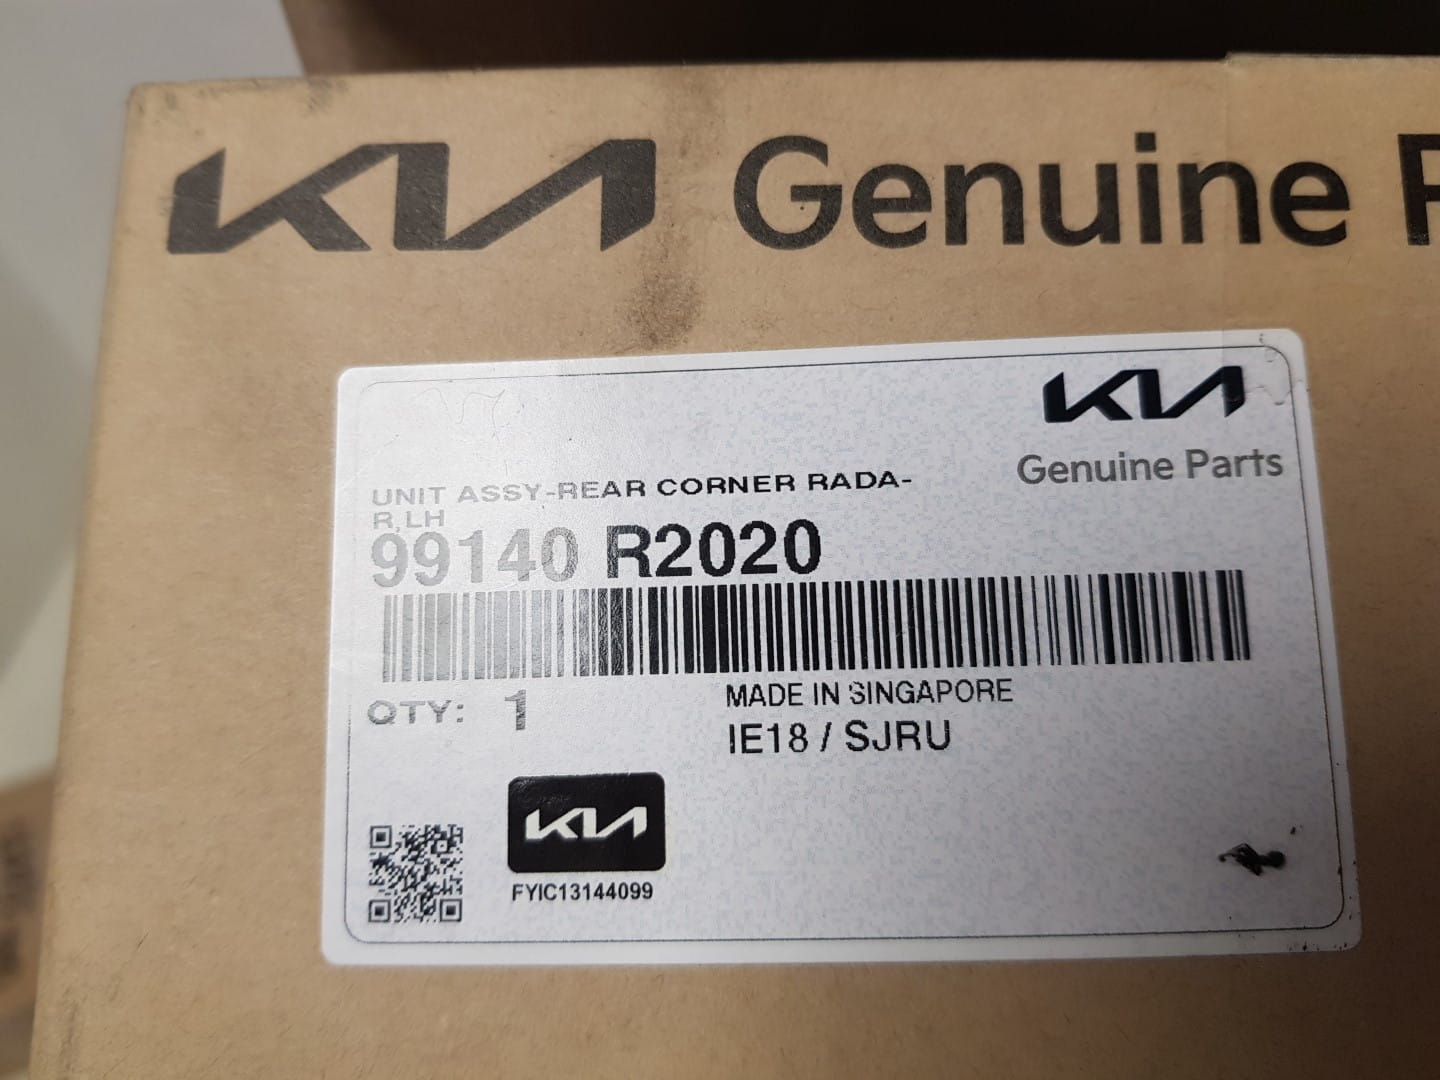 KIA Genuine P
KIA
Genuine Parts
UNIT ASSY-REAR CORNER RADA-
R,LH
99140 R2020
QTY: 1
MADE IN SINGAPORE
IE18 / SJRU
KIA
FYIC13144099